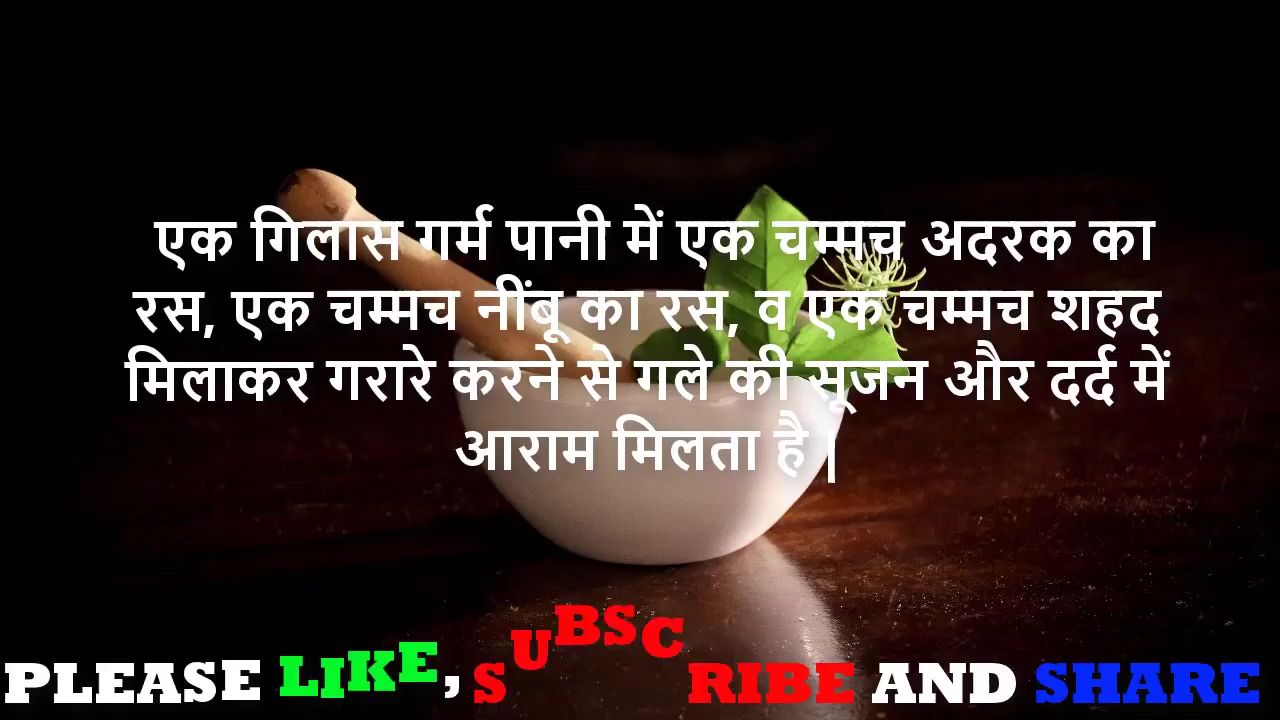 एक गिलास गर्म पानी में एक चम्मच अदरक का
रस, एक चम्मच नींबू का रस, व एक चम्मच शहद
मिलाकर गरारे करने से गले की सूजन और दर्द में
आराम मिलता है |
PLEASE LIKE, SUBSCRIBE AND SHARE